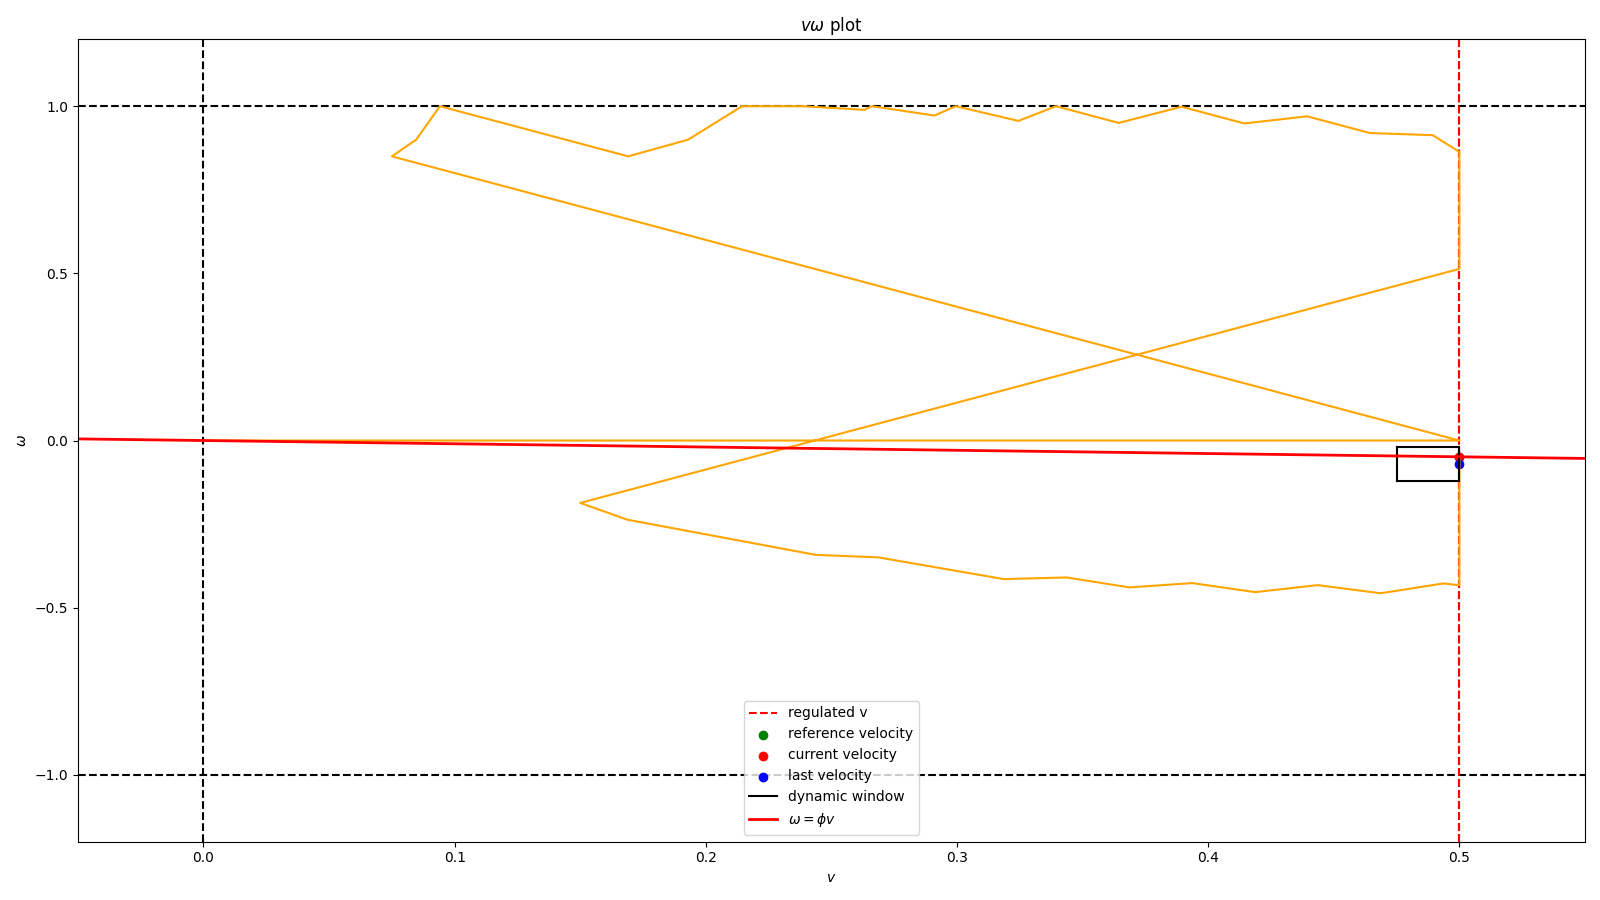 vω plot
1.0
0.5
0.0
−0.5
−1.0
ω
regulated v
reference velocity
current velocity
last velocity
dynamic window
ω = ϕv
0.0
0.1
0.2
0.3
0.4
0.5
v